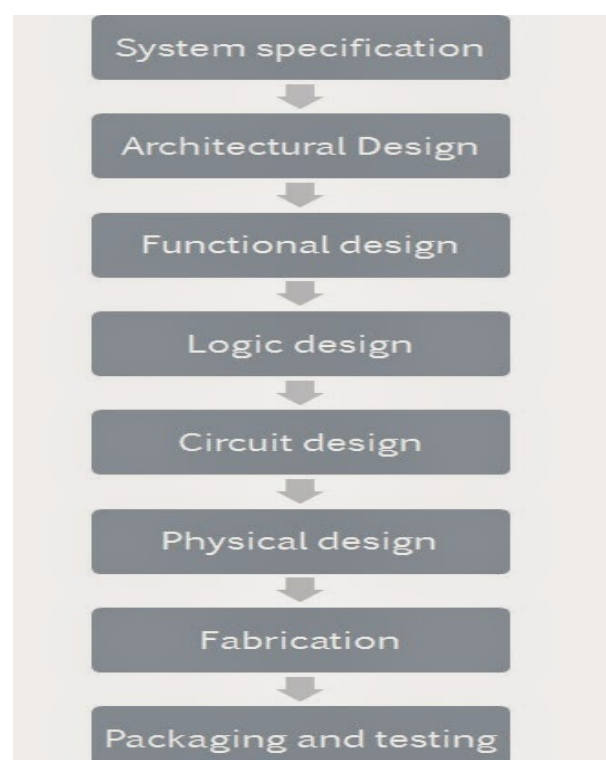 System specification
Architectural Design
Functional design
Logic design
Circuit design
Physical design
Fabrication
Packaging and testing